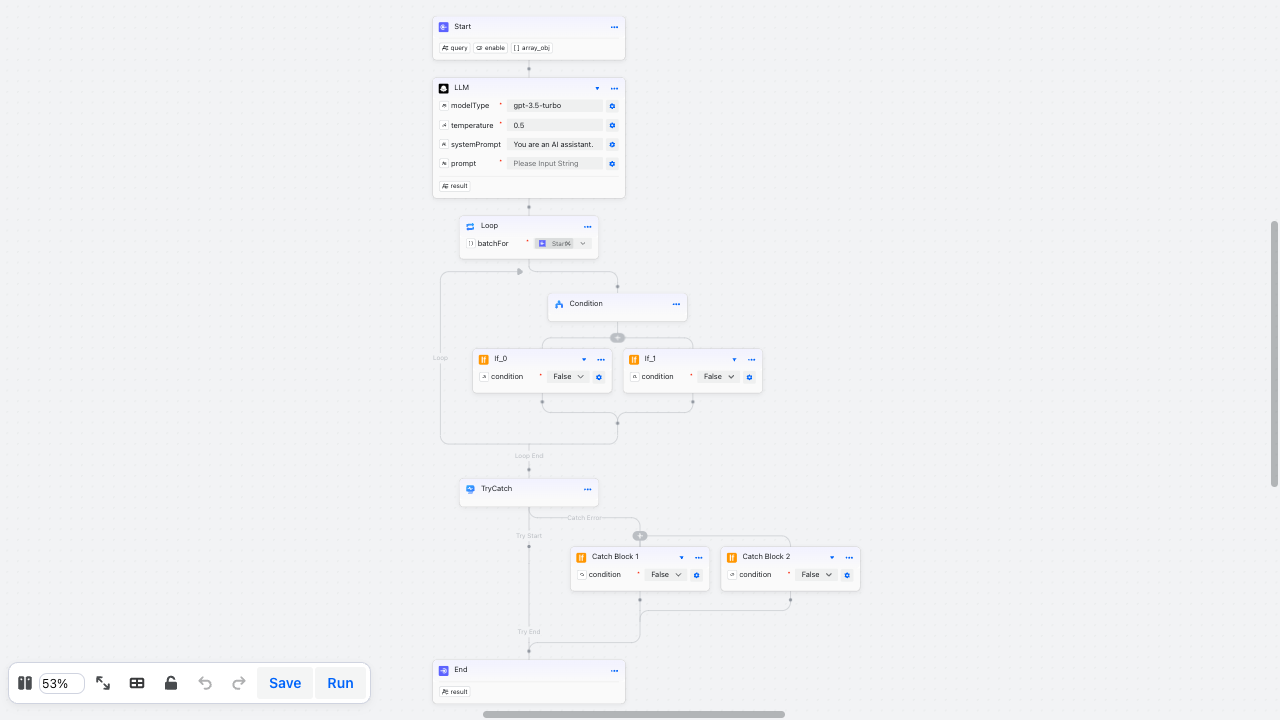 Start
query enable [ ] array_obj
LLM
modelType * gpt-3.5-turbo
temperature * 0.5
systemPrompt You are an AI assistant.
prompt * Please Input String
result
Loop
batchFor * Start
Condition
Loop
If_0
condition * False
If_1
condition * False
Loop End
TryCatch
Catch Error
Try Start
Catch Block 1
condition * False
Catch Block 2
condition * False
Try End
End
result
53% Save Run